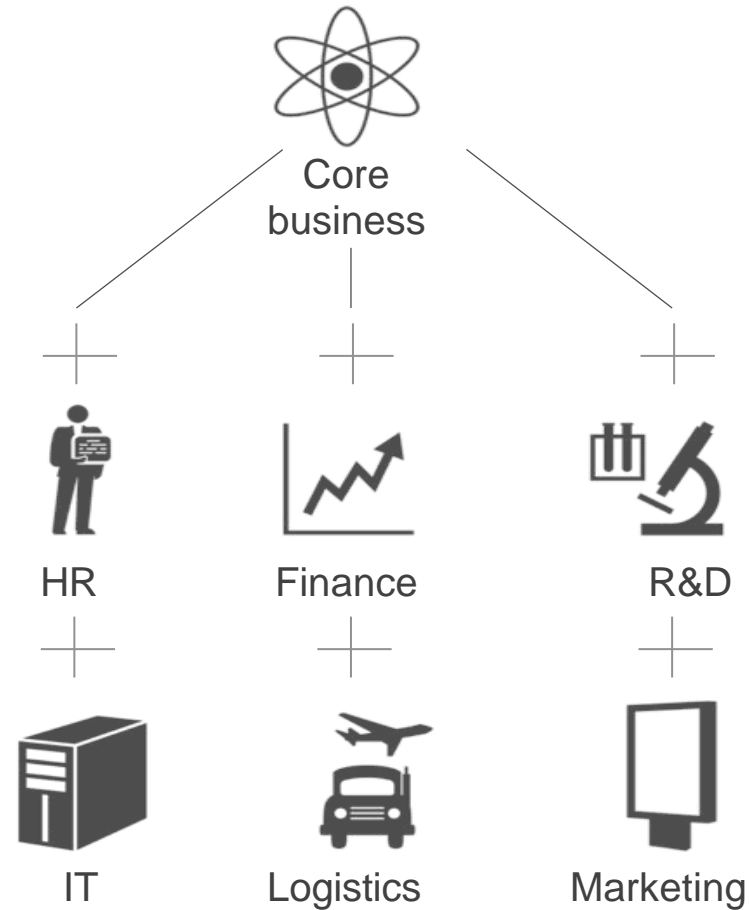 Core
business
HR
Finance
R&D
IT
Logistics
Marketing